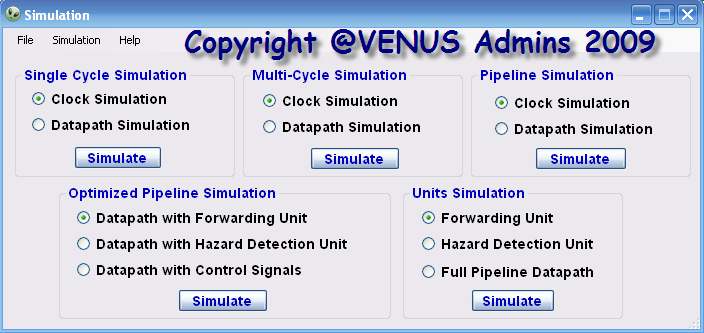 Simulation
File Simulation Help
Copyright @VENUS Admins 2009
Single Cycle Simulation
Clock Simulation
Datapath Simulation
Simulate
Multi-Cycle Simulation
Clock Simulation
Datapath Simulation
Simulate
Pipeline Simulation
Clock Simulation
Datapath Simulation
Simulate
Optimized Pipeline Simulation
Datapath with Forwarding Unit
Datapath with Hazard Detection Unit
Datapath with Control Signals
Simulate
Units Simulation
Forwarding Unit
Hazard Detection Unit
Full Pipeline Datapath
Simulate